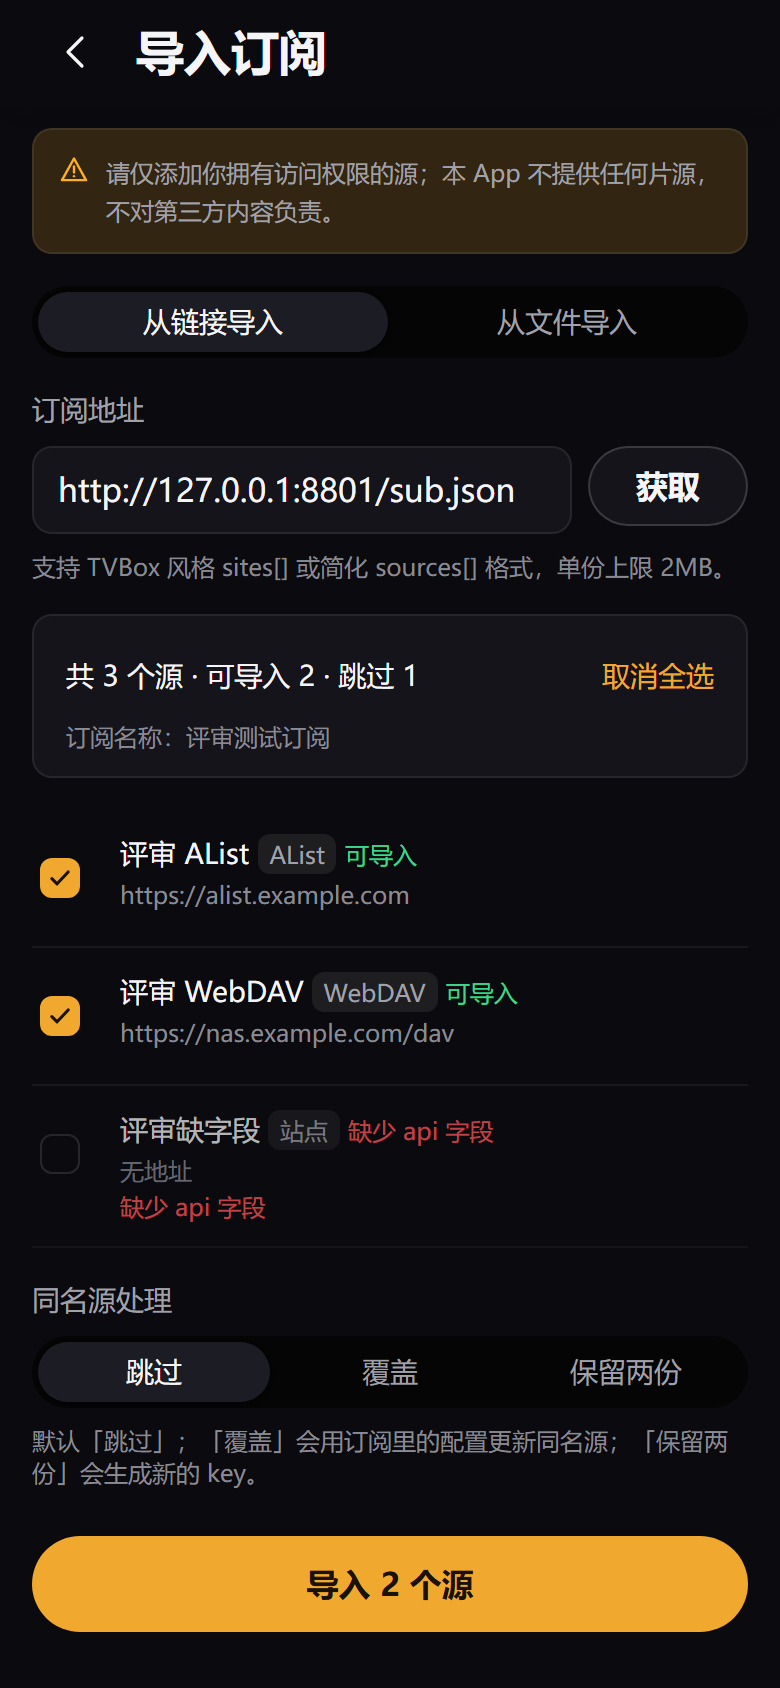 导入订阅
请仅添加你拥有访问权限的源；本 App 不提供任何片源，
不对第三方内容负责。
从链接导入 从文件导入
订阅地址
http://127.0.0.1:8801/sub.json 获取
支持 TVBox 风格 sites[] 或简化 sources[] 格式，单份上限 2MB。
共 3 个源 · 可导入 2 · 跳过 1 取消全选
订阅名称：评审测试订阅
评审 AList AList 可导入
https://alist.example.com
评审 WebDAV WebDAV 可导入
https://nas.example.com/dav
评审缺字段 站点 缺少 api 字段
无地址
缺少 api 字段
同名源处理
跳过 覆盖 保留两份
默认「跳过」；「覆盖」会用订阅里的配置更新同名源；「保留两
份」会生成新的 key。
导入 2 个源